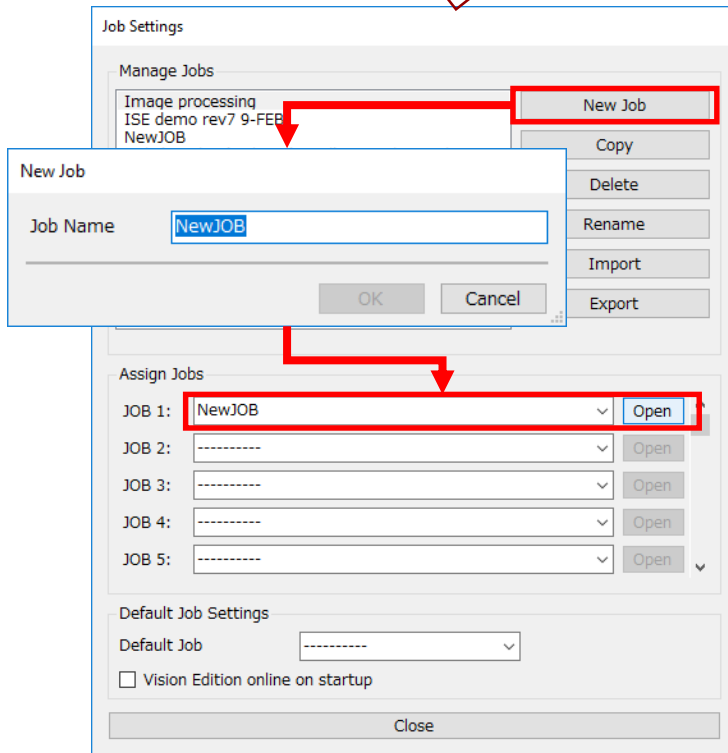 Job Settings
Manage Jobs
Image processing
ISE demo rev7 9-FEB
NewJOB
New Job
Copy
Delete
Rename
Import
Export
New Job
Job Name NewJOB
OK Cancel
Assign Jobs
JOB 1: NewJOB Open
JOB 2: ---------- Open
JOB 3: ---------- Open
JOB 4: ---------- Open
JOB 5: ---------- Open
Default Job Settings
Default Job ----------
Vision Edition online on startup
Close